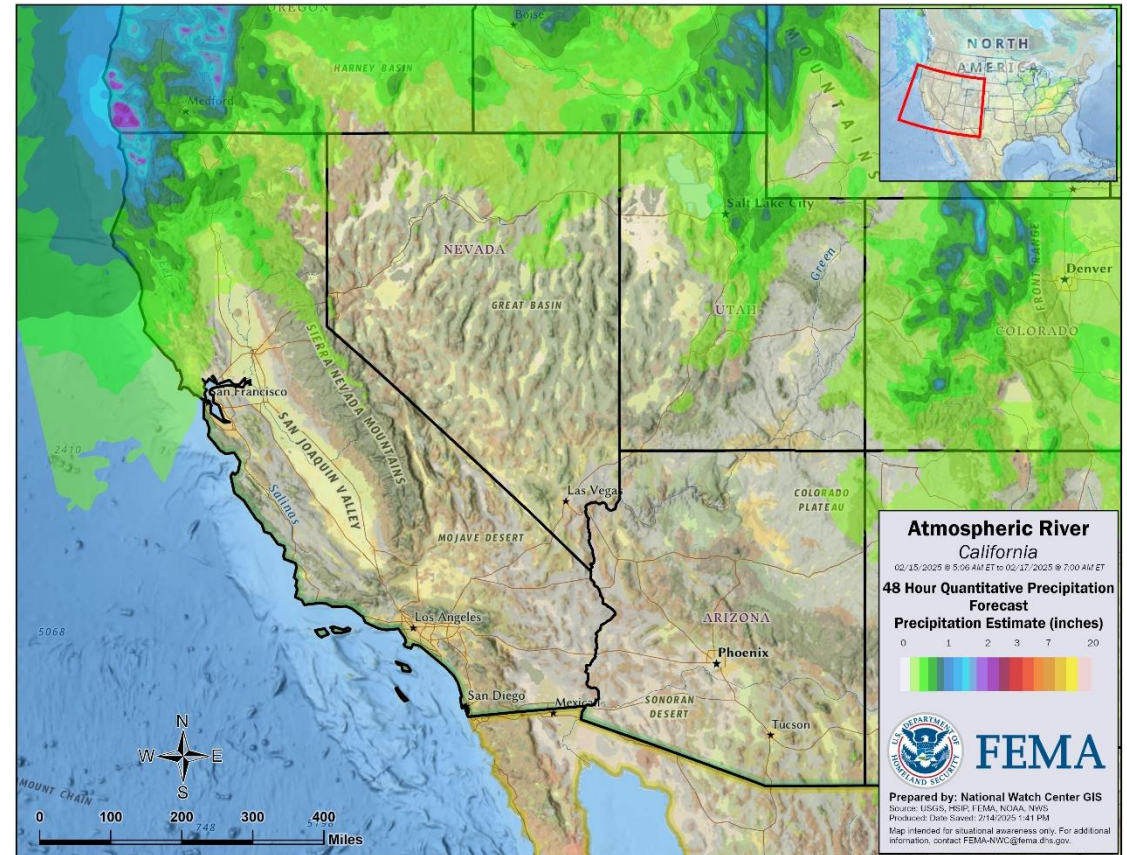 OREGON
Boise
HARNEY BASIN
Medford
MOUNTAINS
NORTH
AMERICA
NEVADA
Salt Lake City
GREAT BASIN
Green
UTAH
FRONT RANGE
Denver
COLORADO
SIERRA NEVADA MOUNTAINS
San Francisco
SAN JOAQUIN VALLEY
2410
Salinas
Las Vegas
COLORADO
PLATEAU
MOJAVE DESERT
5068
Los Angeles
ARIZONA
Phoenix
San Diego
Mexicali
SONORAN
DESERT
Tucson
N
W E
S
MOUNT CHAIN
748
0 100 200 300 400
Miles
Atmospheric River
California
02/15/2025 @ 5:06 AM ET to 02/17/2025 @ 7:00 AM ET
48 Hour Quantitative Precipitation
Forecast
Precipitation Estimate (inches)
0 1 2 3 7 20
U.S. DEPARTMENT OF
HOMELAND SECURITY
FEMA
Prepared by: National Watch Center GIS
Source: USGS, HSIP, FEMA, NOAA, NWS
Produced: Date Saved: 2/14/2025 1:41 PM
Map intended for situational awareness only. For additional
information, contact FEMA-NWC@fema.dhs.gov.